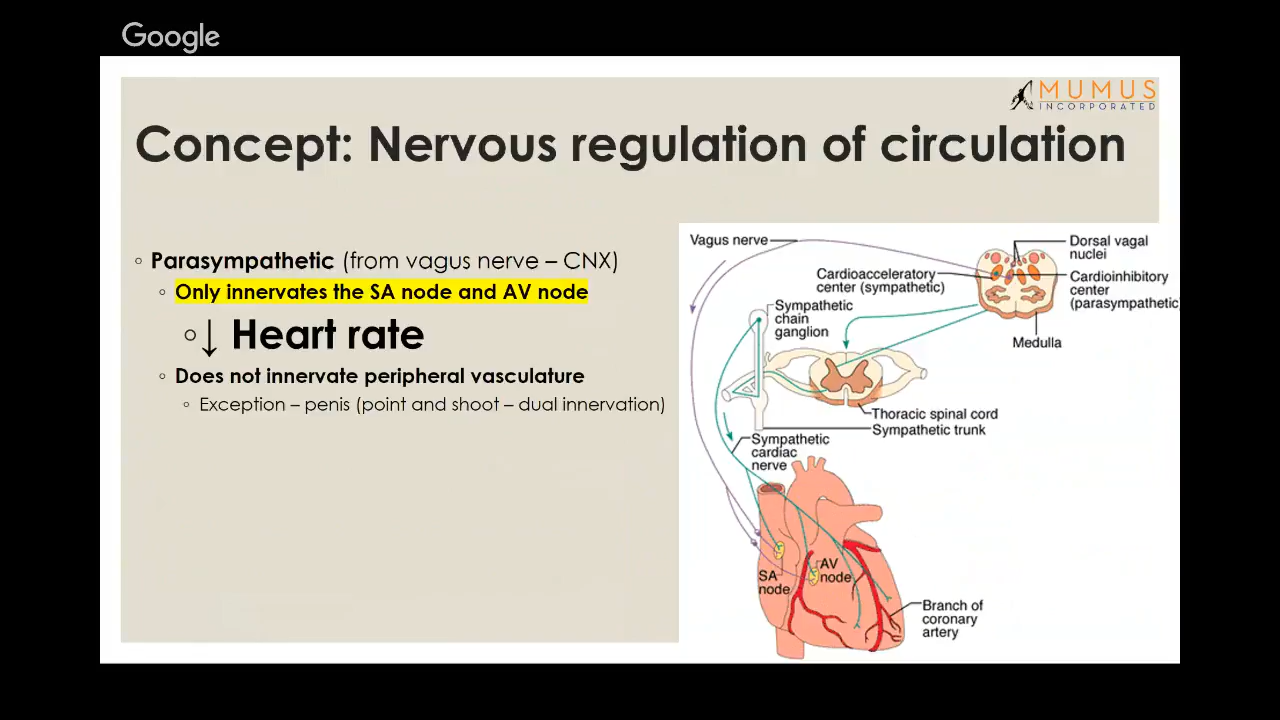 Google
MUMUS
INCORPORATED
Concept: Nervous regulation of circulation
◦ Parasympathetic (from vagus nerve – CNX)
◦ Only innervates the SA node and AV node
◦↓ Heart rate
◦ Does not innervate peripheral vasculature
◦ Exception – penis (point and shoot – dual innervation)
Vagus nerve
Dorsal vagal
nuclei
Cardioacceleratory
center (sympathetic)
Cardioinhibitory
center
(parasympathetic
Sympathetic
chain
ganglion
Medulla
Thoracic spinal cord
Sympathetic trunk
Sympathetic
cardiac
nerve
SA
node
AV
node
Branch of
coronary
artery